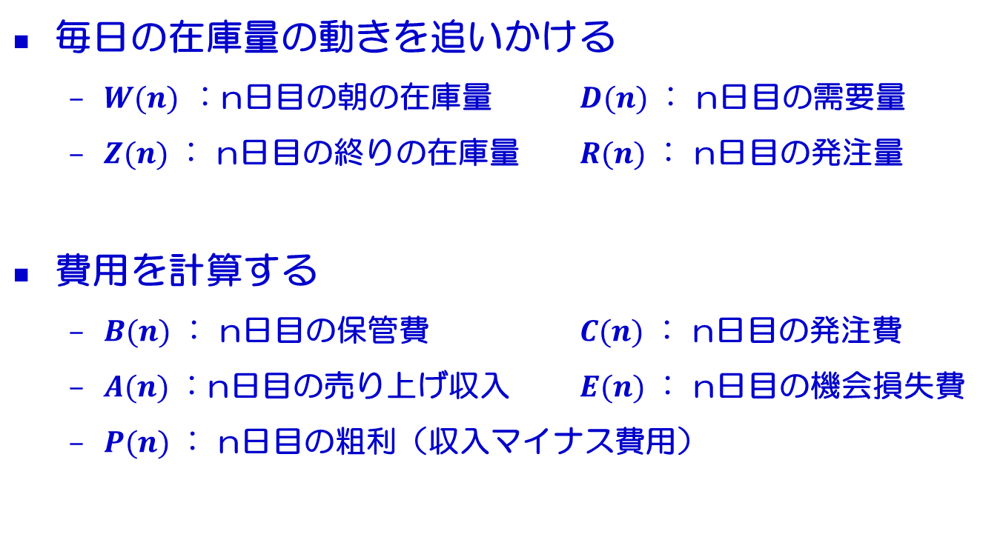 ■ 毎日の在庫量の動きを追いかける
– W(n) ：n日目の朝の在庫量 D(n) ： n日目の需要量
– Z(n) ： n日目の終りの在庫量 R(n) ： n日目の発注量
■ 費用を計算する
– B(n) ： n日目の保管費 C(n) ： n日目の発注費
– A(n) ：n日目の売り上げ収入 E(n) ： n日目の機会損失費
– P(n) ： n日目の粗利（収入マイナス費用）